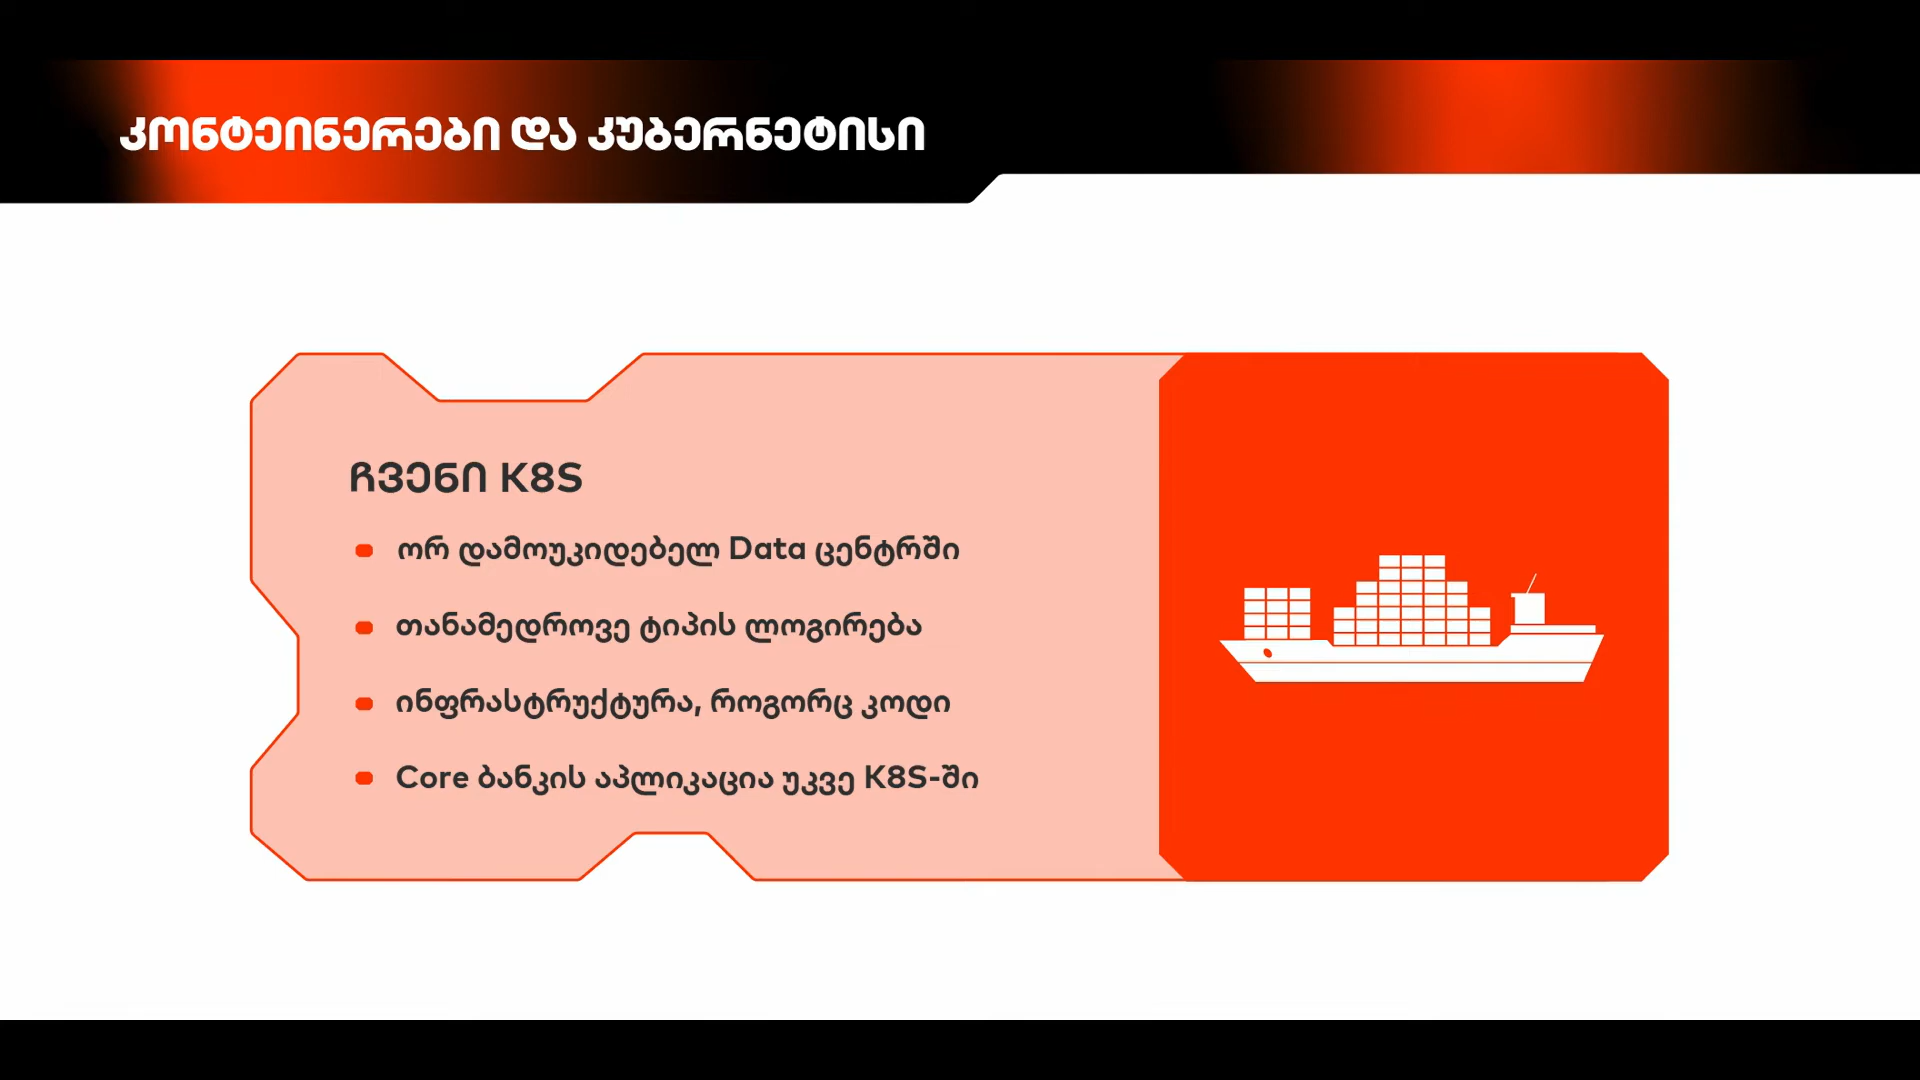 კონტეინერები და კუბერნეტისი
ჩვენი K8S
ორ დამოუკიდებელ Data ცენტრში
თანამედროვე ტიპის ლოგირება
ინფრასტრუქტურა, როგორც კოდი
Core ბანკის აპლიკაცია უკვე K8S-ში